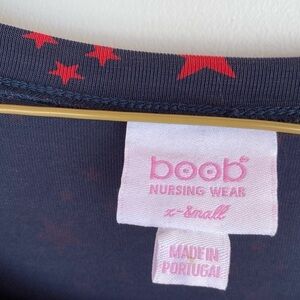 boob
NURSING WEAR
x-small
MADE IN
PORTUGAL